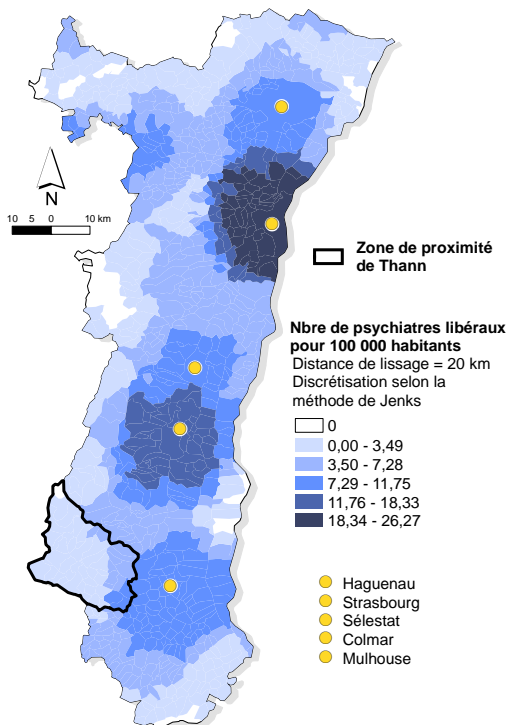 N
10 5 0 10 km
Zone de proximité
de Thann
Nbre de psychiatres libéraux
pour 100 000 habitants
Distance de lissage = 20 km
Discrétisation selon la
méthode de Jenks
0
0,00 - 3,49
3,50 - 7,28
7,29 - 11,75
11,76 - 18,33
18,34 - 26,27
Haguenau
Strasbourg
Sélestat
Colmar
Mulhouse